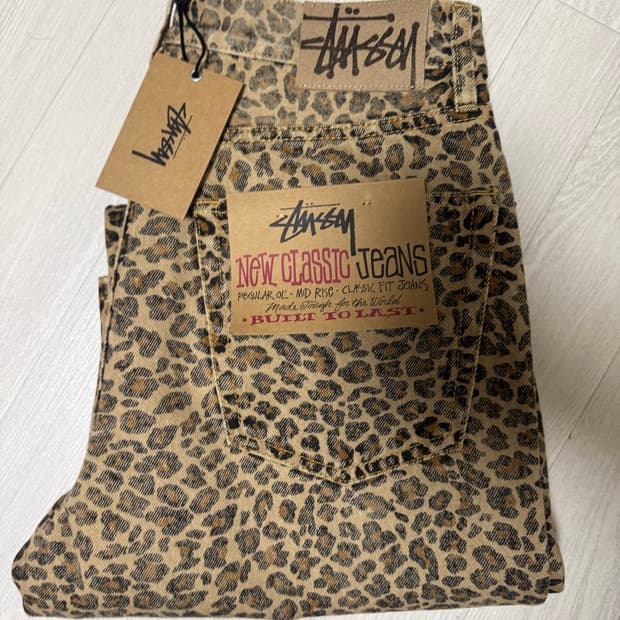 Stüssy
Stüssy
Stüssy
New Classic Jeans
REGULAR OL' · MID RISE · CLASSIC FIT JEANS
Made Tough for the World
· BUILT TO LAST ·